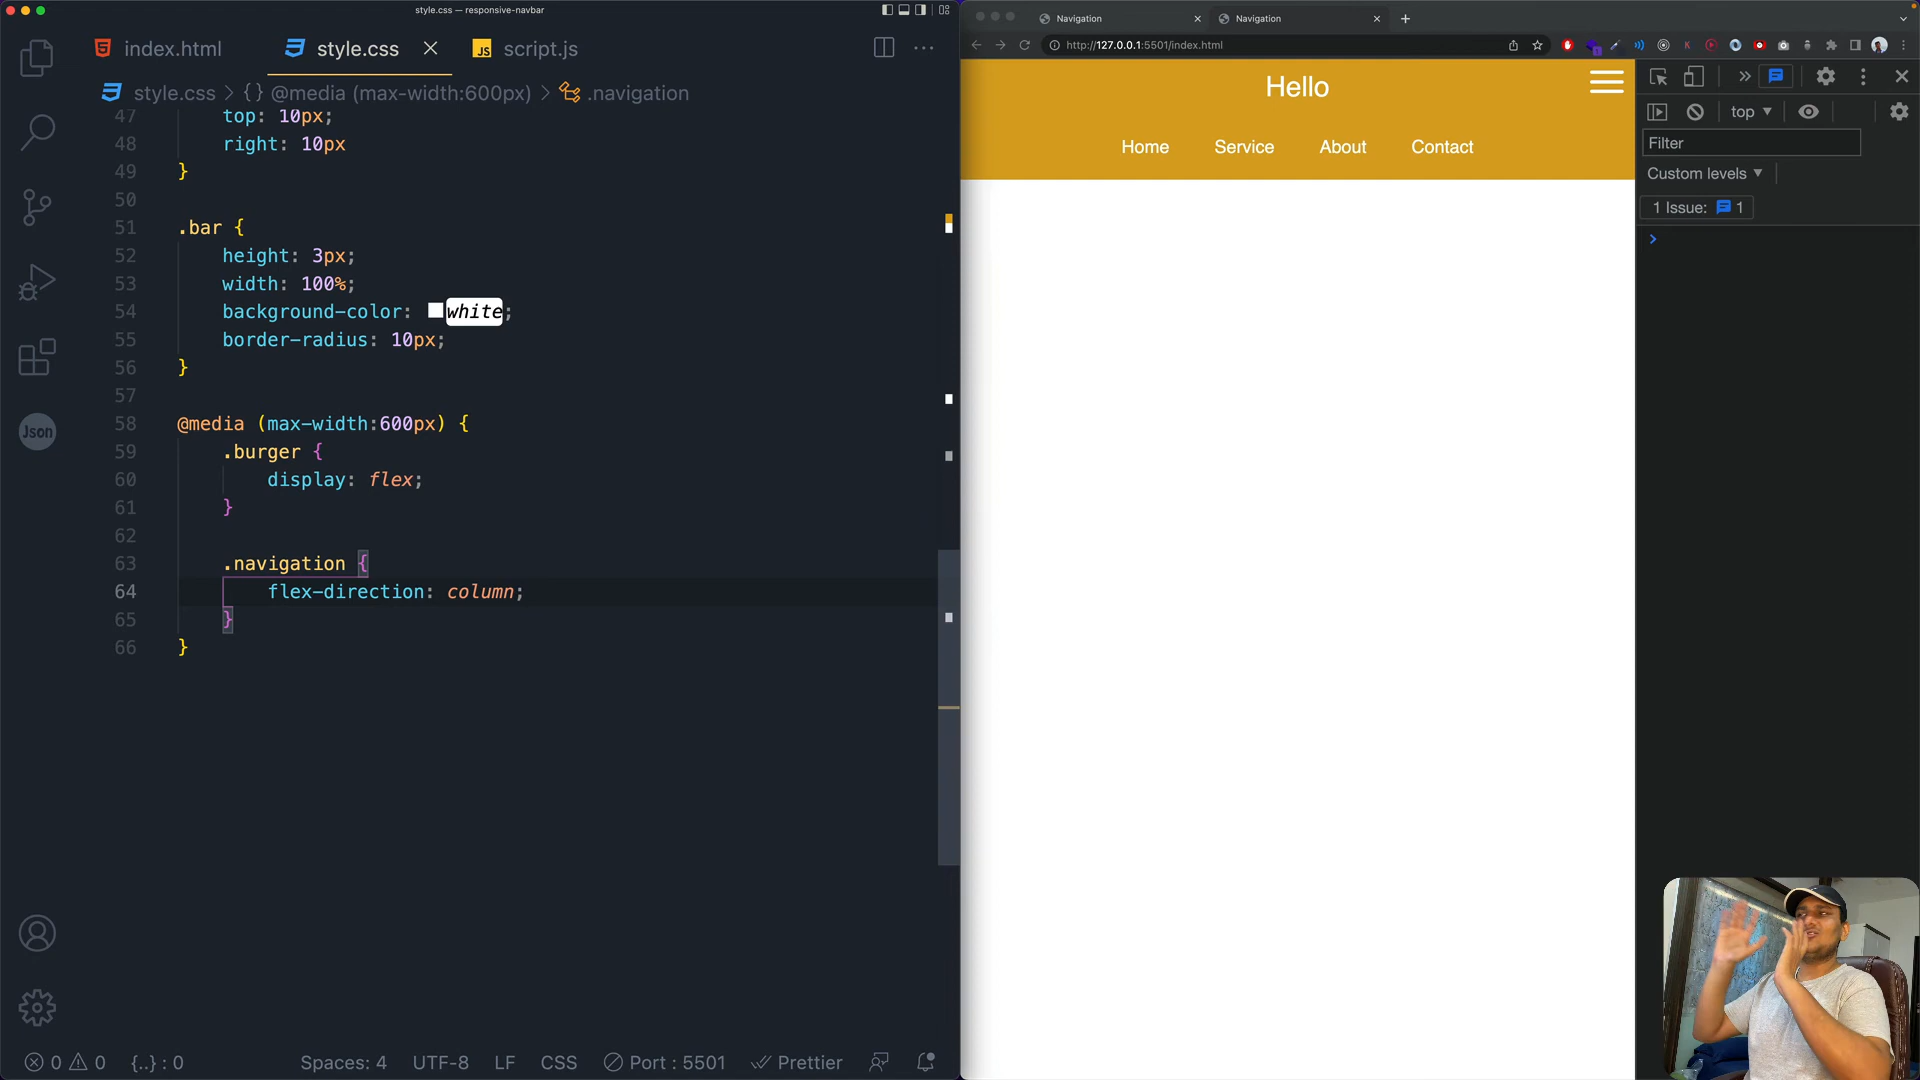 style.css — responsive-navbar
index.html
style.css
JS script.js
style.css > {} @media (max-width:600px) > .navigation
47 top: 10px;
48 right: 10px
49 }
50
51 .bar {
52 height: 3px;
53 width: 100%;
54 background-color: white;
55 border-radius: 10px;
56 }
57
58 @media (max-width:600px) {
59 .burger {
60 display: flex;
61 }
62
63 .navigation {
64 flex-direction: column;
65 }
66 }
Json
0 0 {..} : 0 Spaces: 4 UTF-8 LF CSS Port : 5501 Prettier
Navigation
Navigation
http://127.0.0.1:5501/index.html
Hello
Home Service About Contact
top
Filter
Custom levels
1 Issue: 1